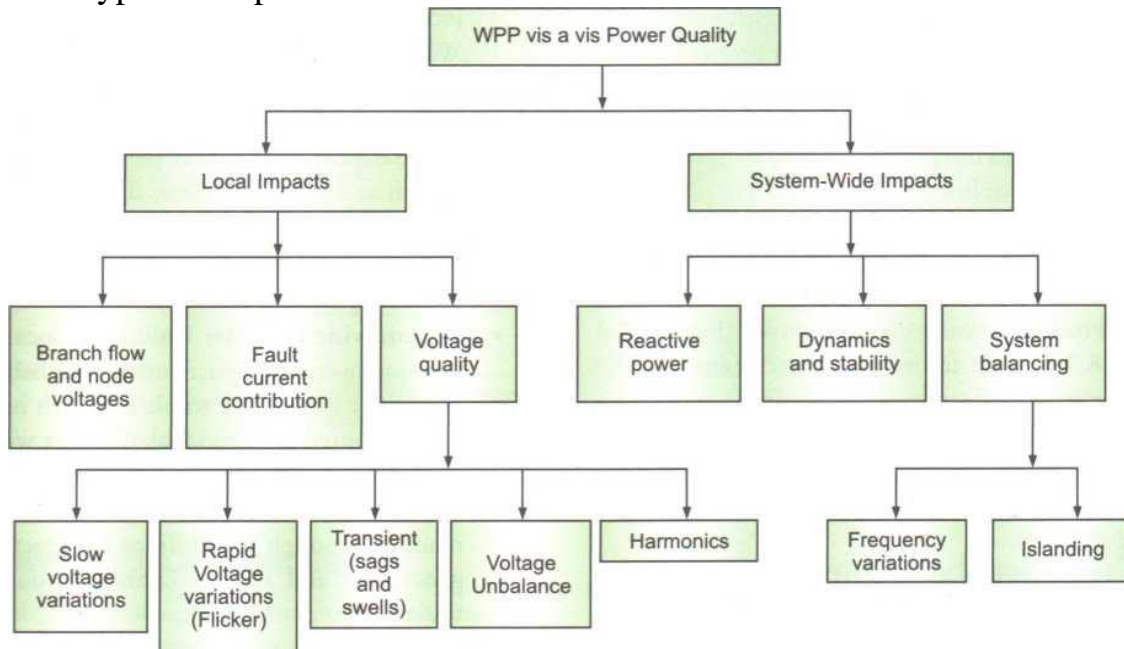 WPP vis a vis Power Quality
Local Impacts
System-Wide Impacts
Branch flow
and node
voltages
Fault
current
contribution
Voltage
quality
Reactive
power
Dynamics
and stability
System
balancing
Slow
voltage
variations
Rapid
Voltage
variations
(Flicker)
Transient
(sags
and
swells)
Voltage
Unbalance
Harmonics
Frequency
variations
Islanding